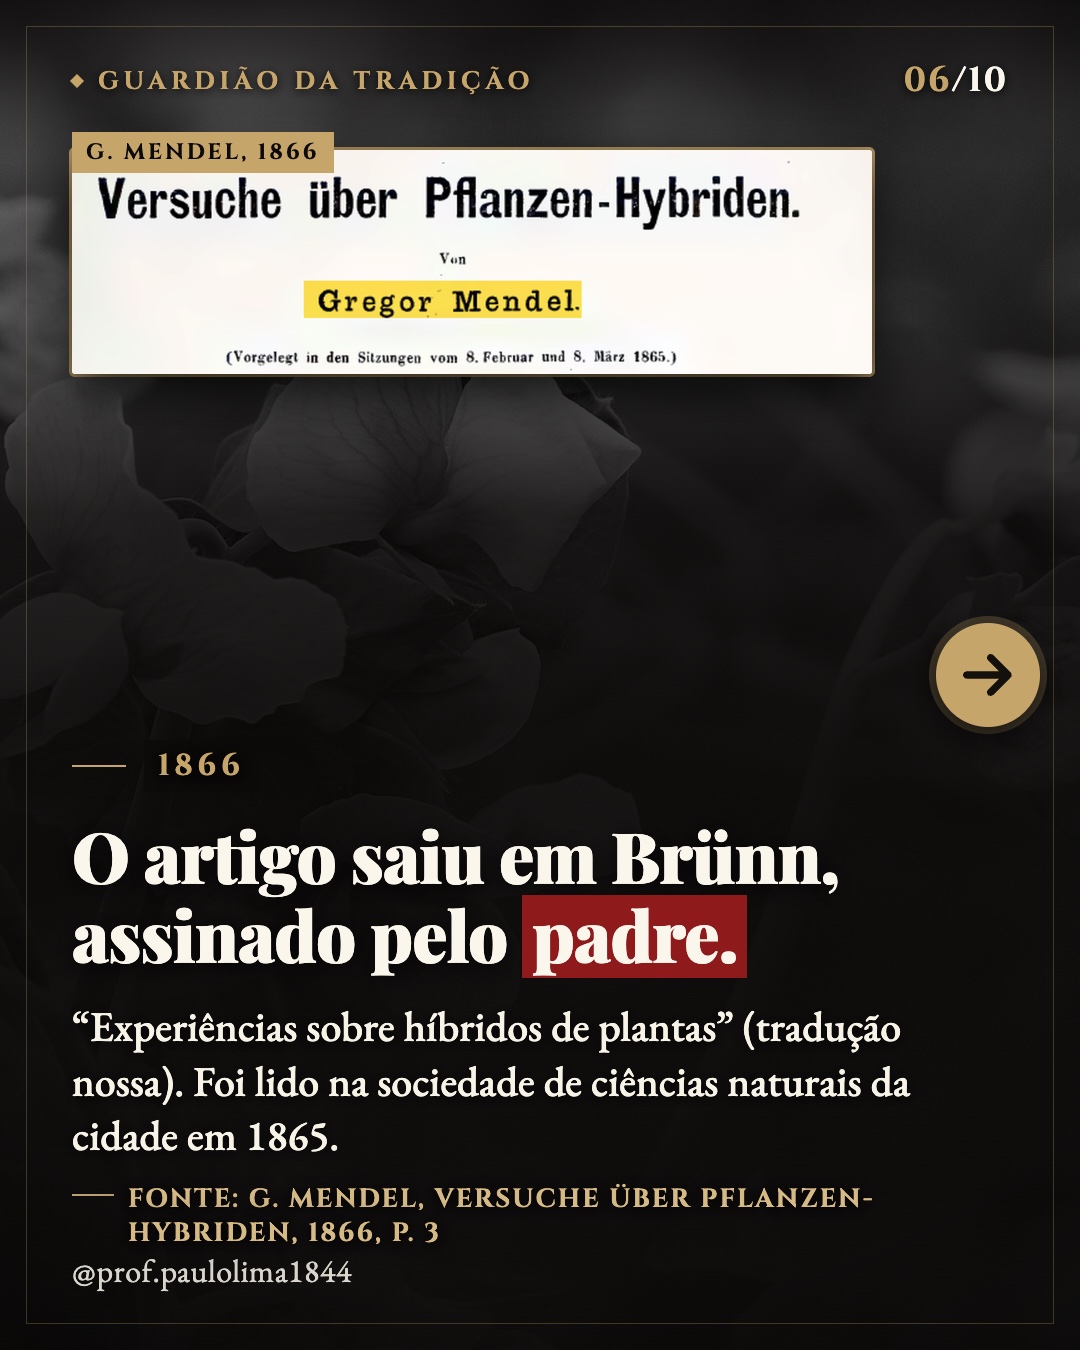 ◆ GUARDIÃO DA TRADIÇÃO
06/10
G. MENDEL, 1866
Versuche über Pflanzen-Hybriden.
Von
Gregor Mendel.
(Vorgelegt in den Sitzungen vom 8. Februar und 8. März 1865.)
1866
O artigo saiu em Brünn,
assinado pelo padre.
“Experiências sobre híbridos de plantas” (tradução
nossa). Foi lido na sociedade de ciências naturais da
cidade em 1865.
FONTE: G. MENDEL, VERSUCHE ÜBER PFLANZEN-
HYBRIDEN, 1866, P. 3
@prof.paulolima1844